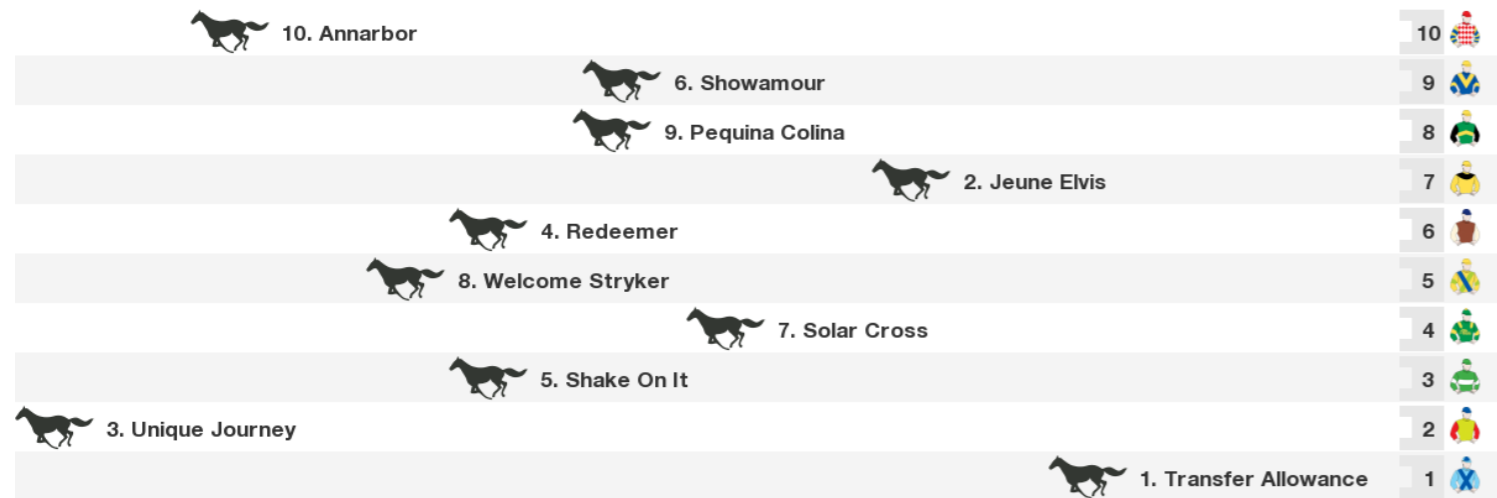 10. Annarbor 10
6. Showamour 9
9. Pequina Colina 8
2. Jeune Elvis 7
4. Redeemer 6
8. Welcome Stryker 5
7. Solar Cross 4
5. Shake On It 3
3. Unique Journey 2
1. Transfer Allowance 1